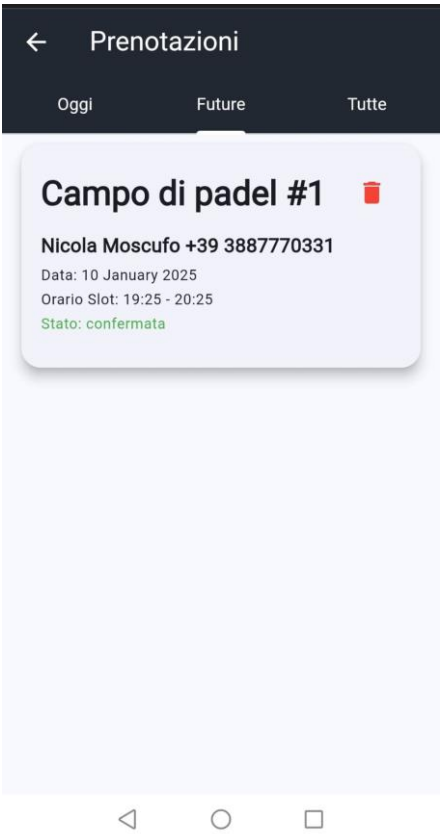 Prenotazioni
Oggi Future Tutte
Campo di padel #1
Nicola Moscufo +39 3887770331
Data: 10 January 2025
Orario Slot: 19:25 - 20:25
Stato: confermata